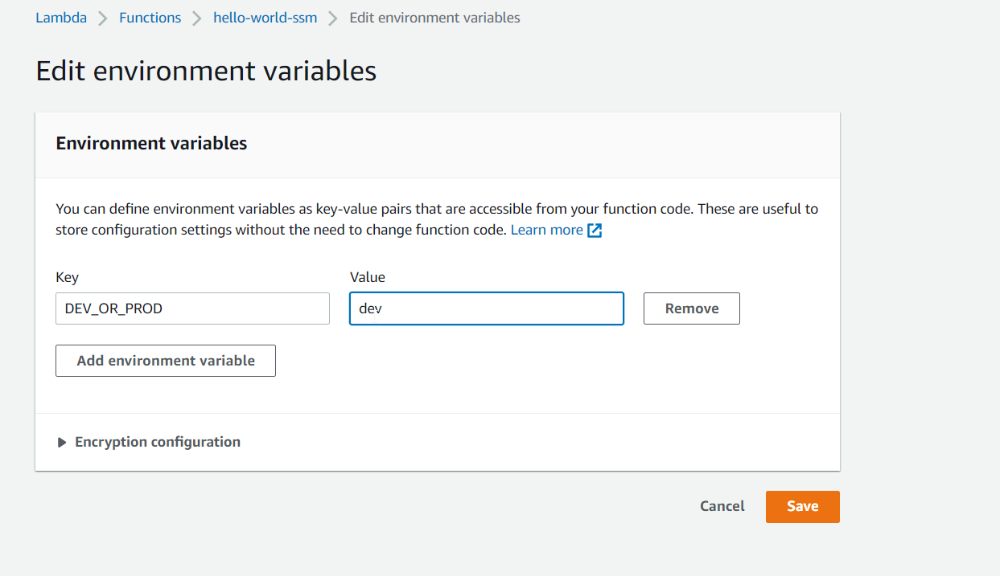 Lambda > Functions > hello-world-ssm > Edit environment variables
Edit environment variables
Environment variables
You can define environment variables as key-value pairs that are accessible from your function code. These are useful to
store configuration settings without the need to change function code. Learn more
Key Value
DEV_OR_PROD dev Remove
Add environment variable
Encryption configuration
Cancel Save